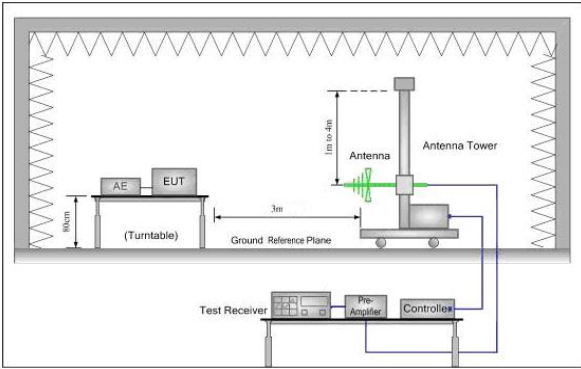 1m to 4m
Antenna
Antenna Tower
AE
EUT
80cm
(Turntable)
3m
Ground Reference Plane
Test Receiver
Pre-
Amplifier
Controller